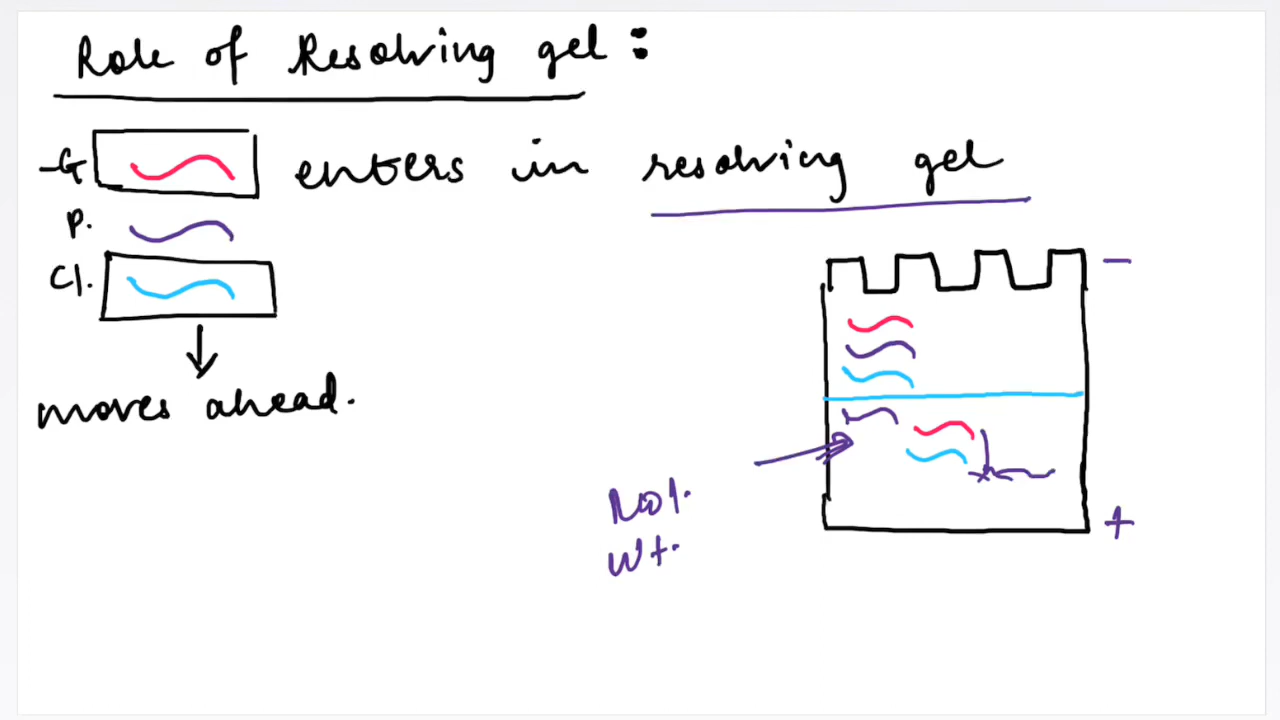 Role of Resolving gel :
-G enters in resolving gel
P.
Cl.
moves ahead.
-
+
Mol.
Wt.